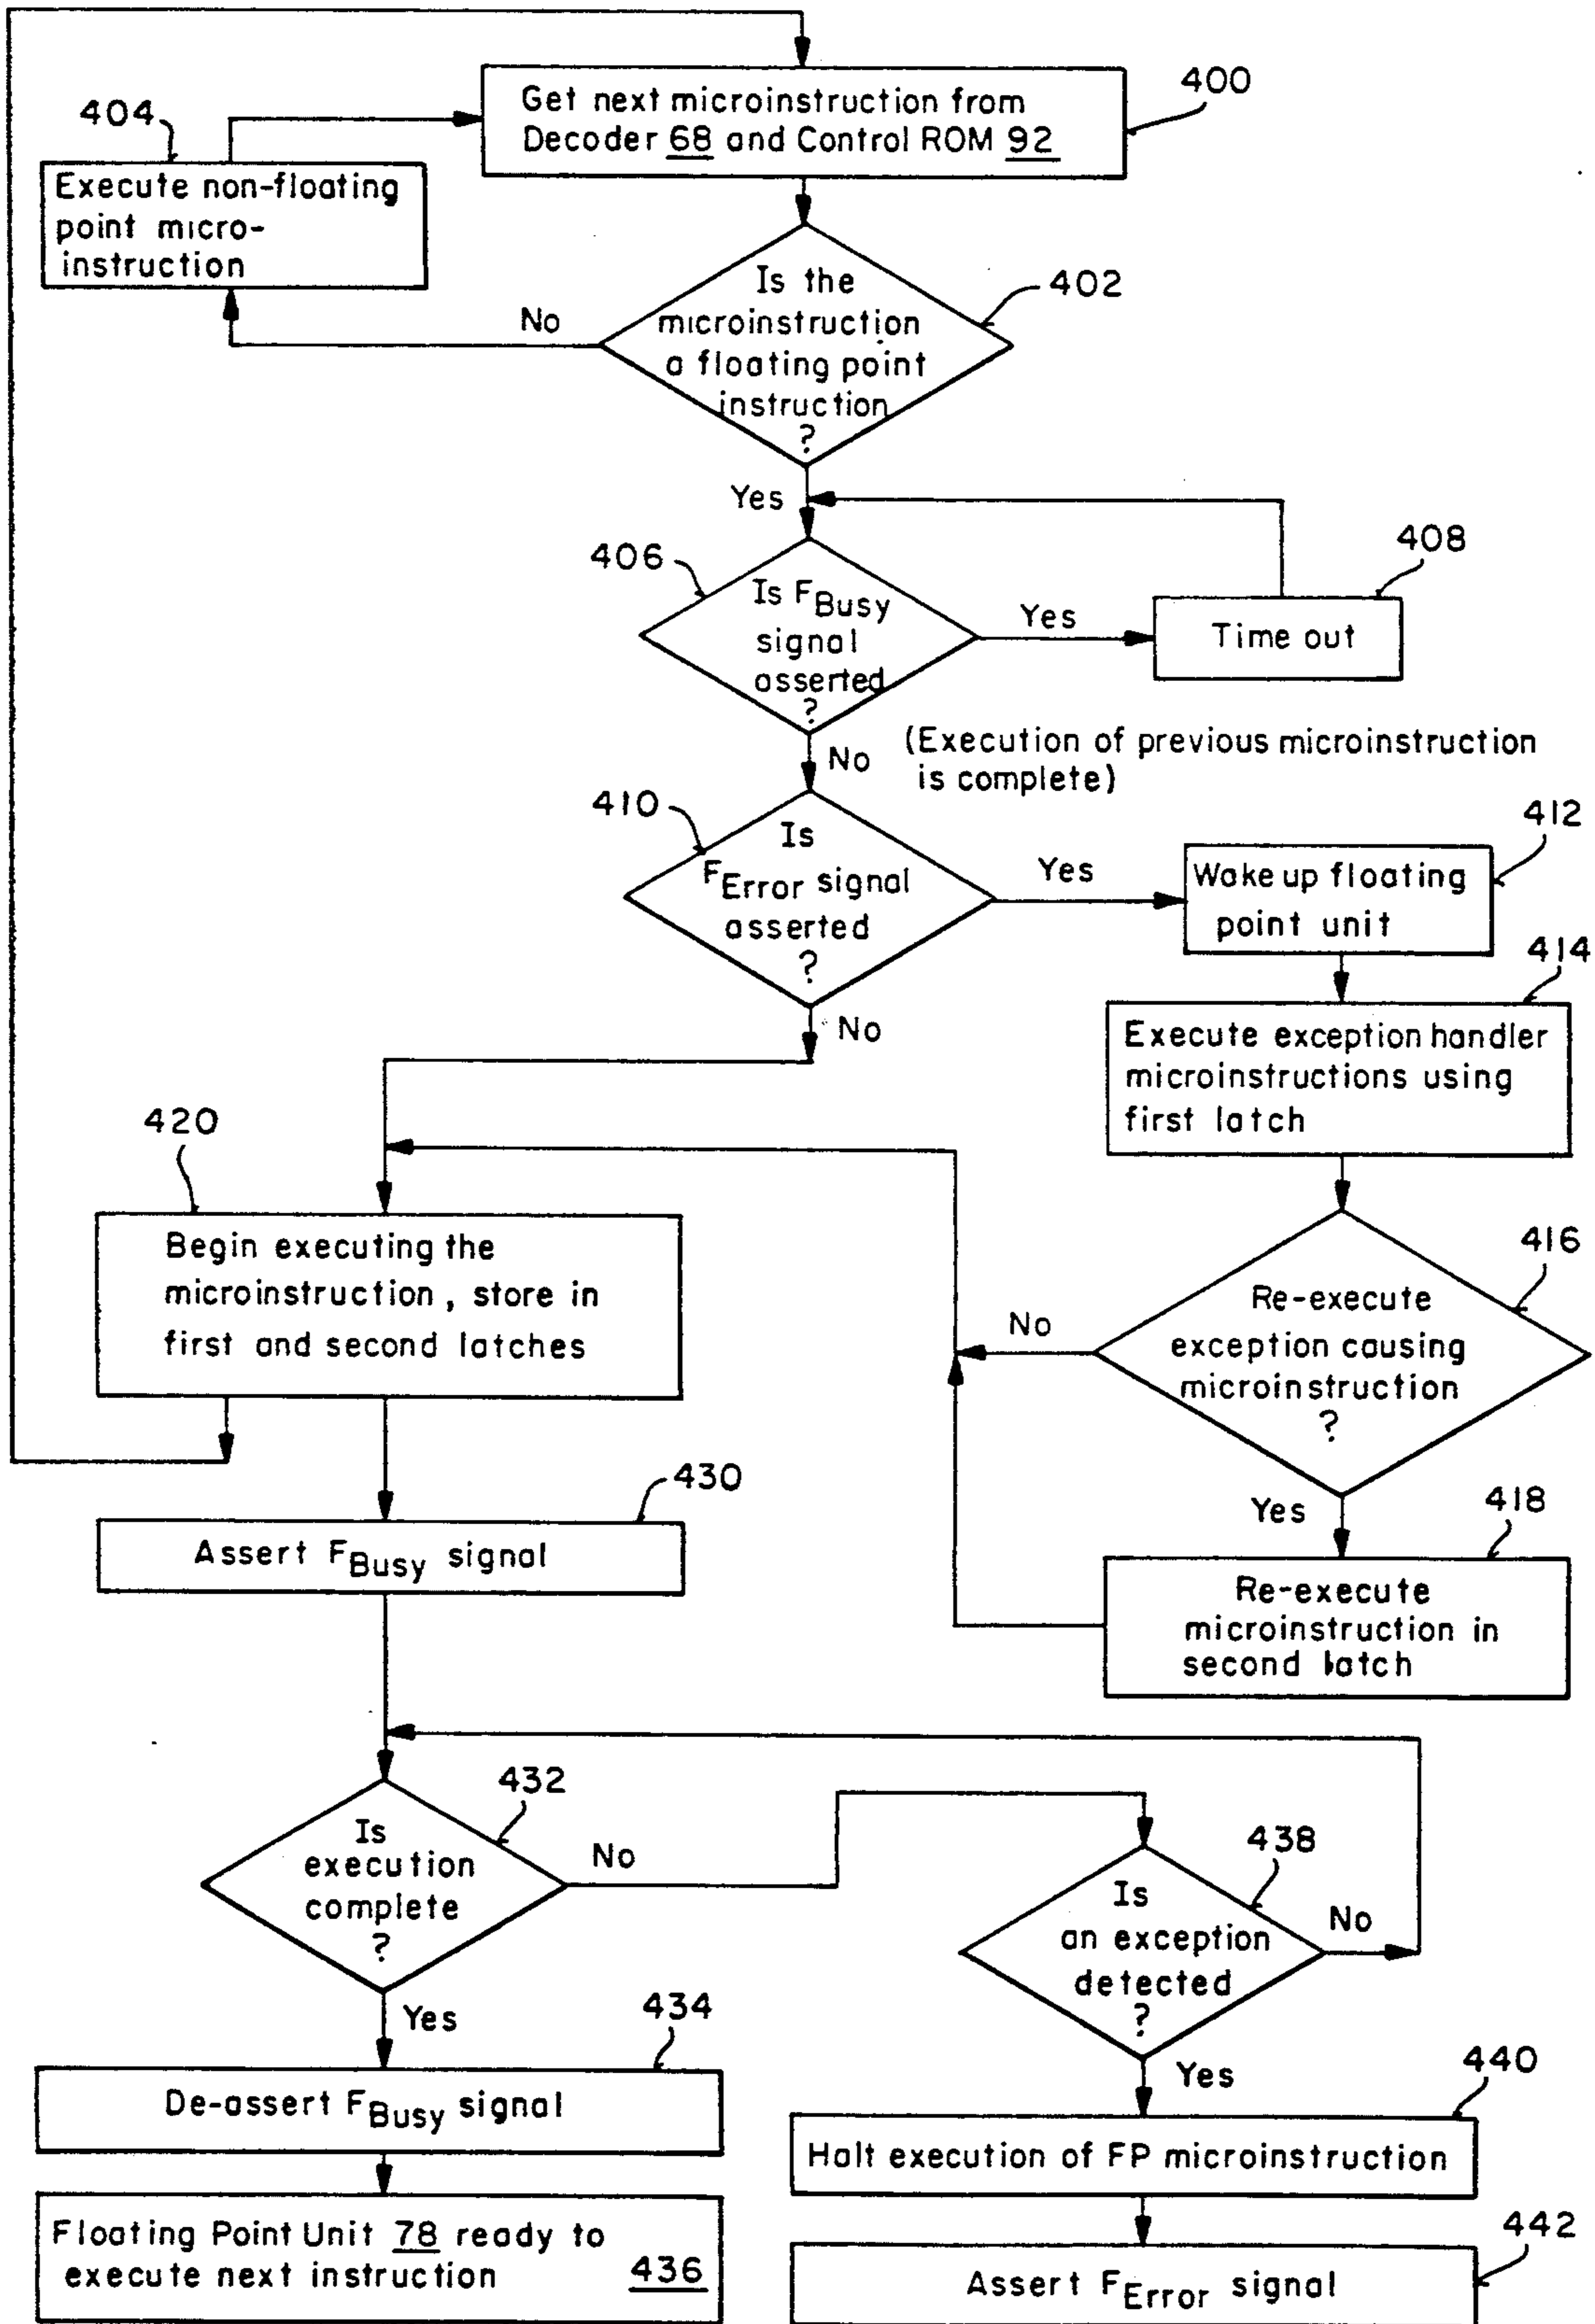 400
Get next microinstruction from
Decoder 68 and Control ROM 92
404
Execute non-floating
point micro-
instruction
402
Is the
microinstruction
a floating point
instruction
?
No
Yes
406
Is FBusy
signal
asserted
?
Yes
408
Time out
No
(Execution of previous microinstruction
is complete)
410
Is
FError signal
asserted
?
Yes
412
Wake up floating
point unit
No
414
Execute exception handler
microinstructions using
first latch
420
Begin executing the
microinstruction, store in
first and second latches
416
Re-execute
exception causing
microinstruction
?
No
Yes
418
Re-execute
microinstruction in
second latch
430
Assert FBusy signal
432
Is
execution
complete
?
No
438
Is
an exception
detected
?
No
Yes
434
De-assert FBusy signal
Yes
440
Halt execution of FP microinstruction
Floating Point Unit 78 ready to
execute next instruction 436
442
Assert FError signal